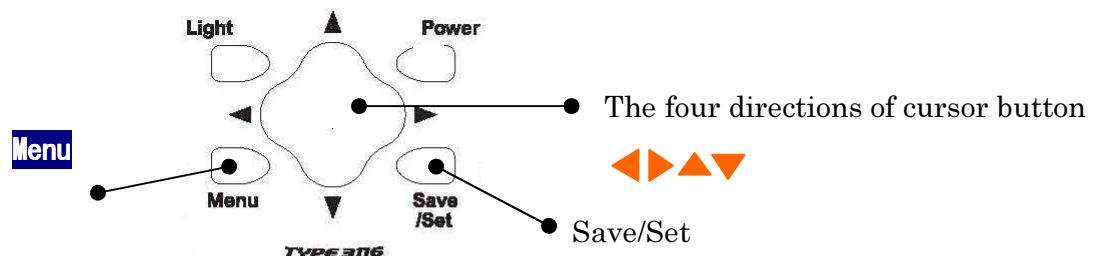 Light
Power
The four directions of cursor button
Menu
Menu
Save
/Set
Save/Set
TYPE 3116